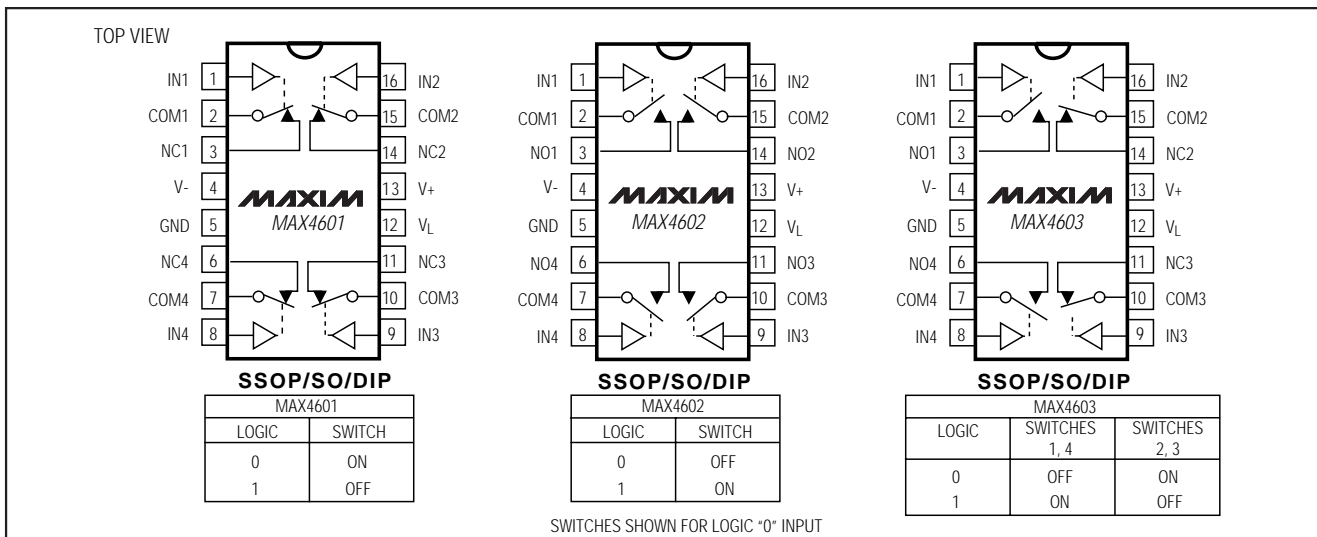 TOP VIEW
IN1 1 16 IN2
COM1 2 15 COM2
NC1 3 14 NC2
V- 4 13 V+
GND 5 12 VL
NC4 6 11 NC3
COM4 7 10 COM3
IN4 8 9 IN3
MAXIM
MAX4601
SSOP/SO/DIP
MAX4601
LOGIC SWITCH
0 ON
1 OFF
IN1 1 16 IN2
COM1 2 15 COM2
NO1 3 14 NO2
V- 4 13 V+
GND 5 12 VL
NO4 6 11 NO3
COM4 7 10 COM3
IN4 8 9 IN3
MAXIM
MAX4602
SSOP/SO/DIP
MAX4602
LOGIC SWITCH
0 OFF
1 ON
IN1 1 16 IN2
COM1 2 15 COM2
NO1 3 14 NC2
V- 4 13 V+
GND 5 12 VL
NO4 6 11 NC3
COM4 7 10 COM3
IN4 8 9 IN3
MAXIM
MAX4603
SSOP/SO/DIP
MAX4603
LOGIC SWITCHES 1, 4 SWITCHES 2, 3
0 OFF ON
1 ON OFF
SWITCHES SHOWN FOR LOGIC “0” INPUT